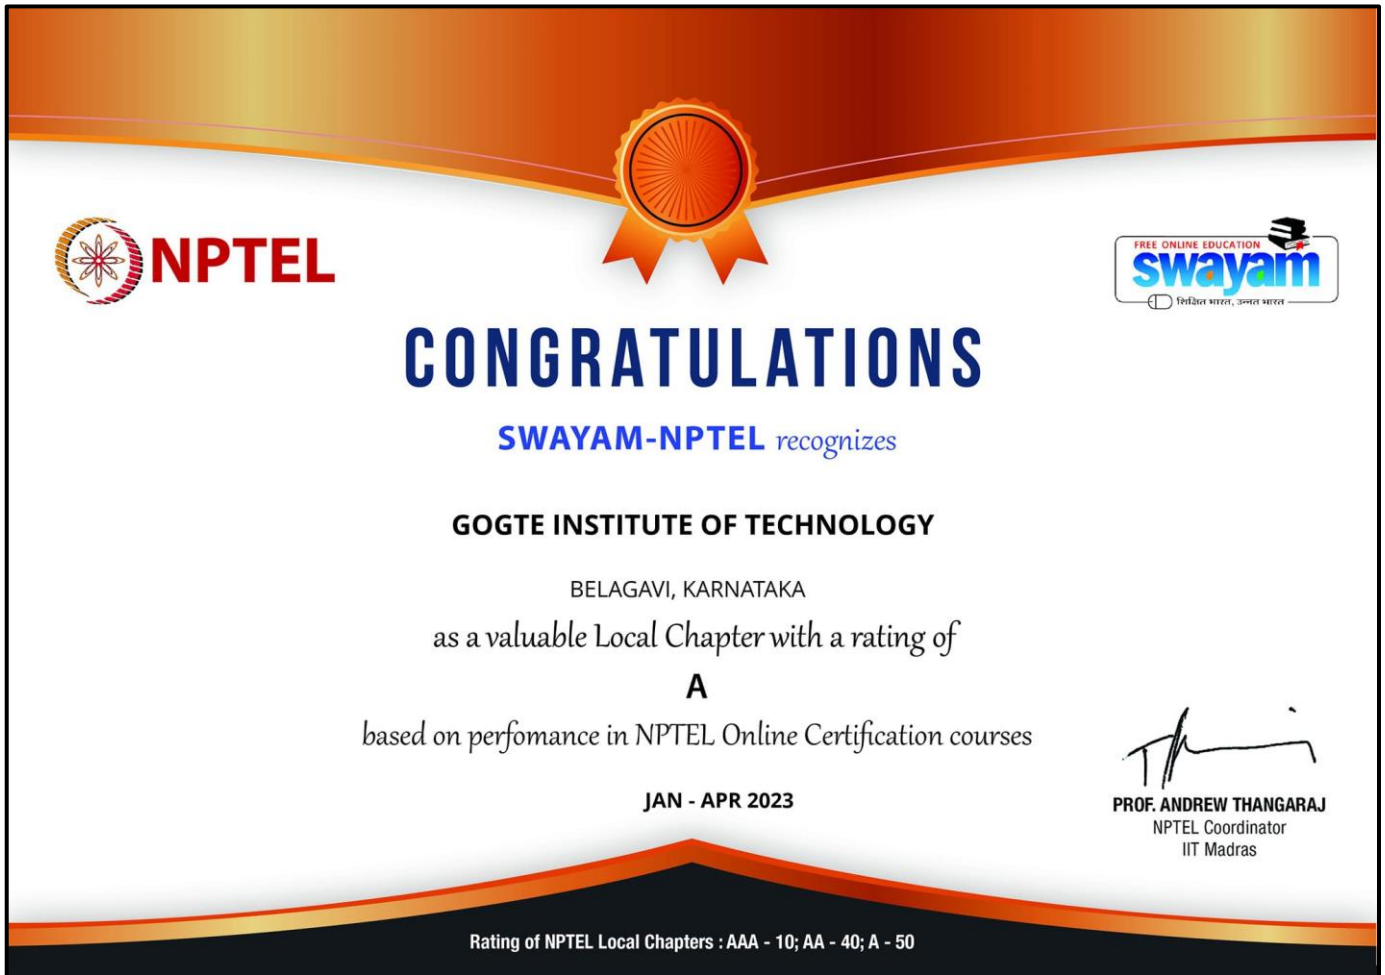 NPTEL
FREE ONLINE EDUCATION
swayam
शिक्षित भारत, उन्नत भारत
CONGRATULATIONS
SWAYAM-NPTEL recognizes
GOGTE INSTITUTE OF TECHNOLOGY
BELAGAVI, KARNATAKA
as a valuable Local Chapter with a rating of
A
based on perfomance in NPTEL Online Certification courses
JAN - APR 2023
PROF. ANDREW THANGARAJ
NPTEL Coordinator
IIT Madras
Rating of NPTEL Local Chapters : AAA - 10; AA - 40; A - 50